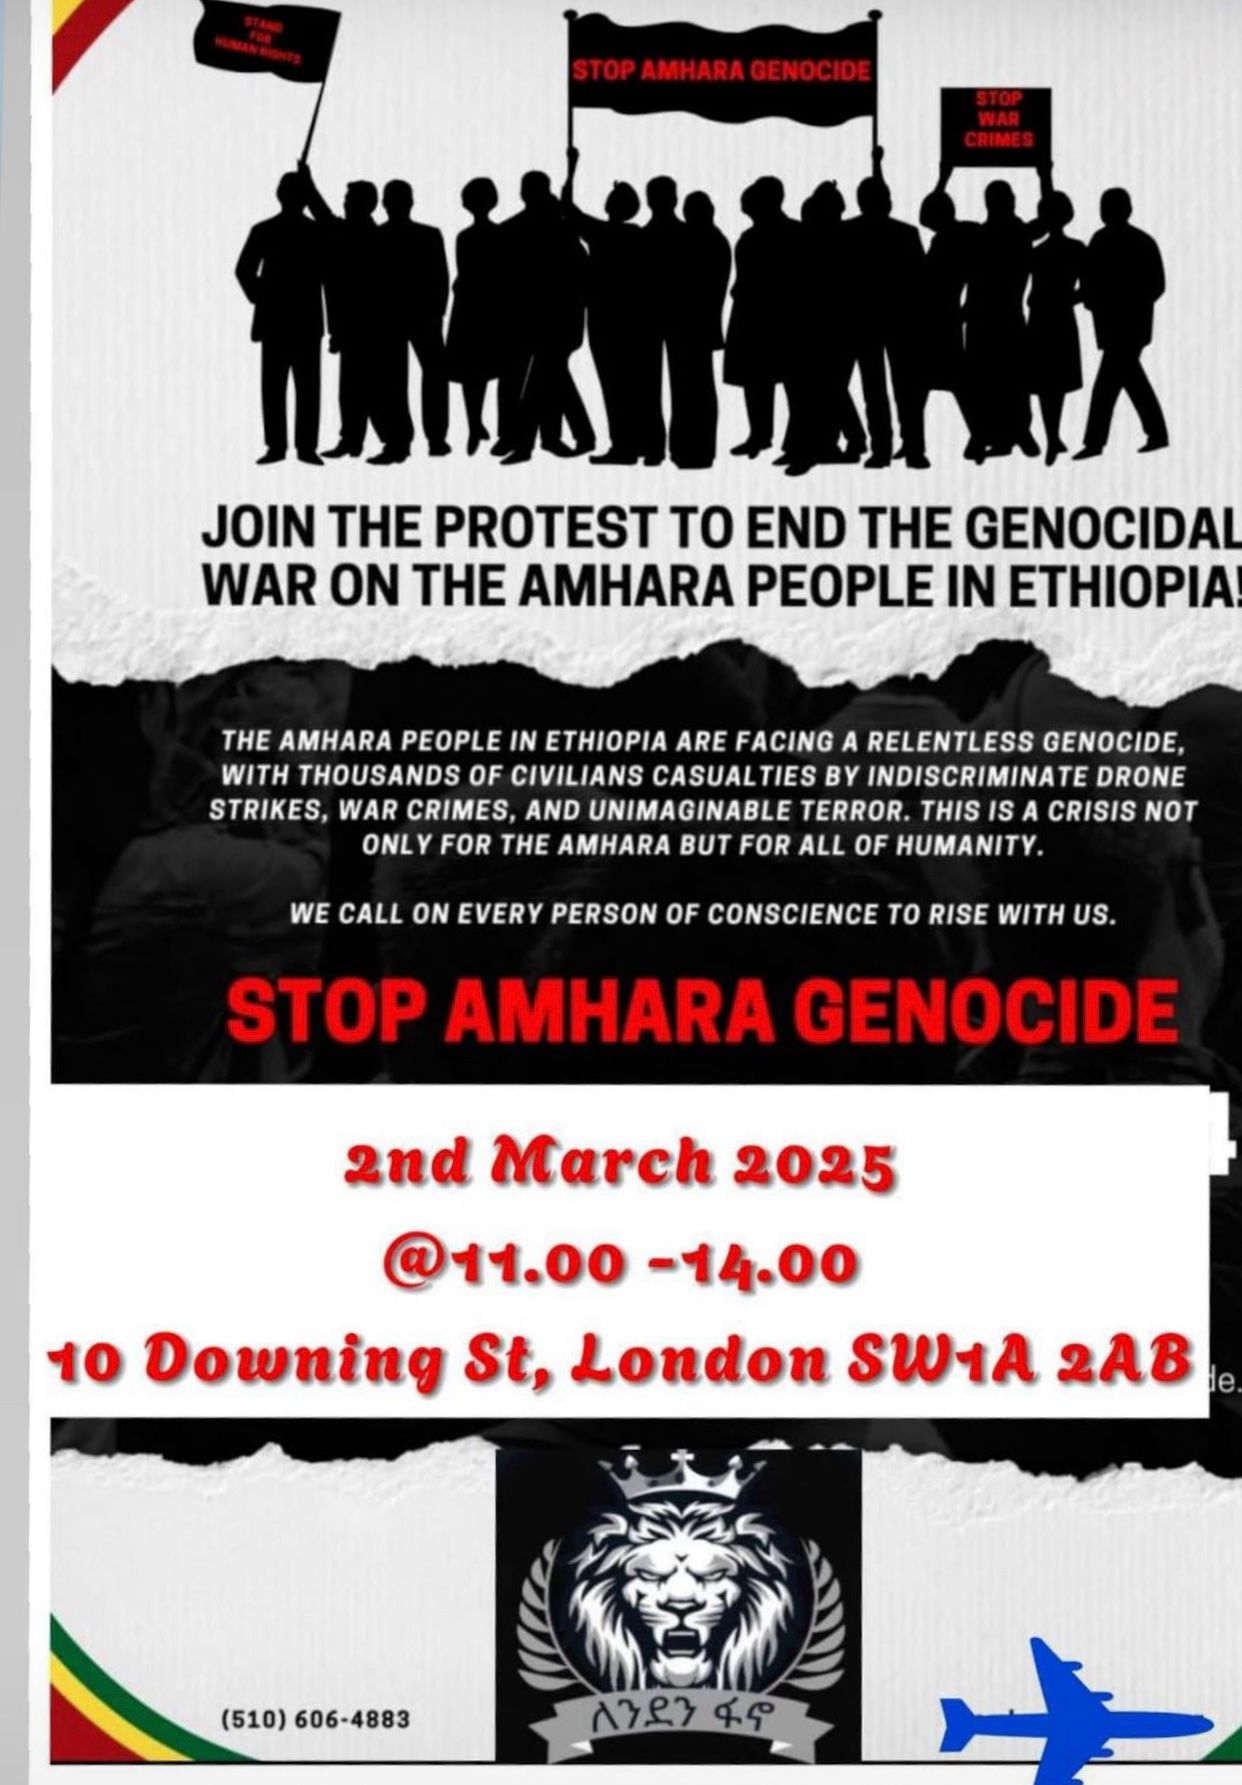 STAND
FOR
HUMAN RIGHTS
STOP AMHARA GENOCIDE
STOP
WAR
CRIMES
JOIN THE PROTEST TO END THE GENOCIDAL
WAR ON THE AMHARA PEOPLE IN ETHIOPIA!
THE AMHARA PEOPLE IN ETHIOPIA ARE FACING A RELENTLESS GENOCIDE,
WITH THOUSANDS OF CIVILIANS CASUALTIES BY INDISCRIMINATE DRONE
STRIKES, WAR CRIMES, AND UNIMAGINABLE TERROR. THIS IS A CRISIS NOT
ONLY FOR THE AMHARA BUT FOR ALL OF HUMANITY.
WE CALL ON EVERY PERSON OF CONSCIENCE TO RISE WITH US.
STOP AMHARA GENOCIDE
2nd March 2025
@11.00 -14.00
10 Downing St, London SW1A 2AB
de.
ለንደን ፋኖ
(510) 606-4883